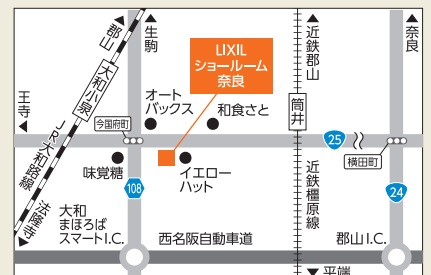 郡山
生駒
LIXIL
ショールーム
奈良
近鉄郡山
奈良
大和小泉
王寺
オート
バックス
和食さと
筒井
今国府町
25
横田町
JR大和路線
味覚糖
イエロー
ハット
108
近鉄橿原線
24
法隆寺
大和
まほろば
スマートI.C.
西名阪自動車道
郡山I.C.
平端